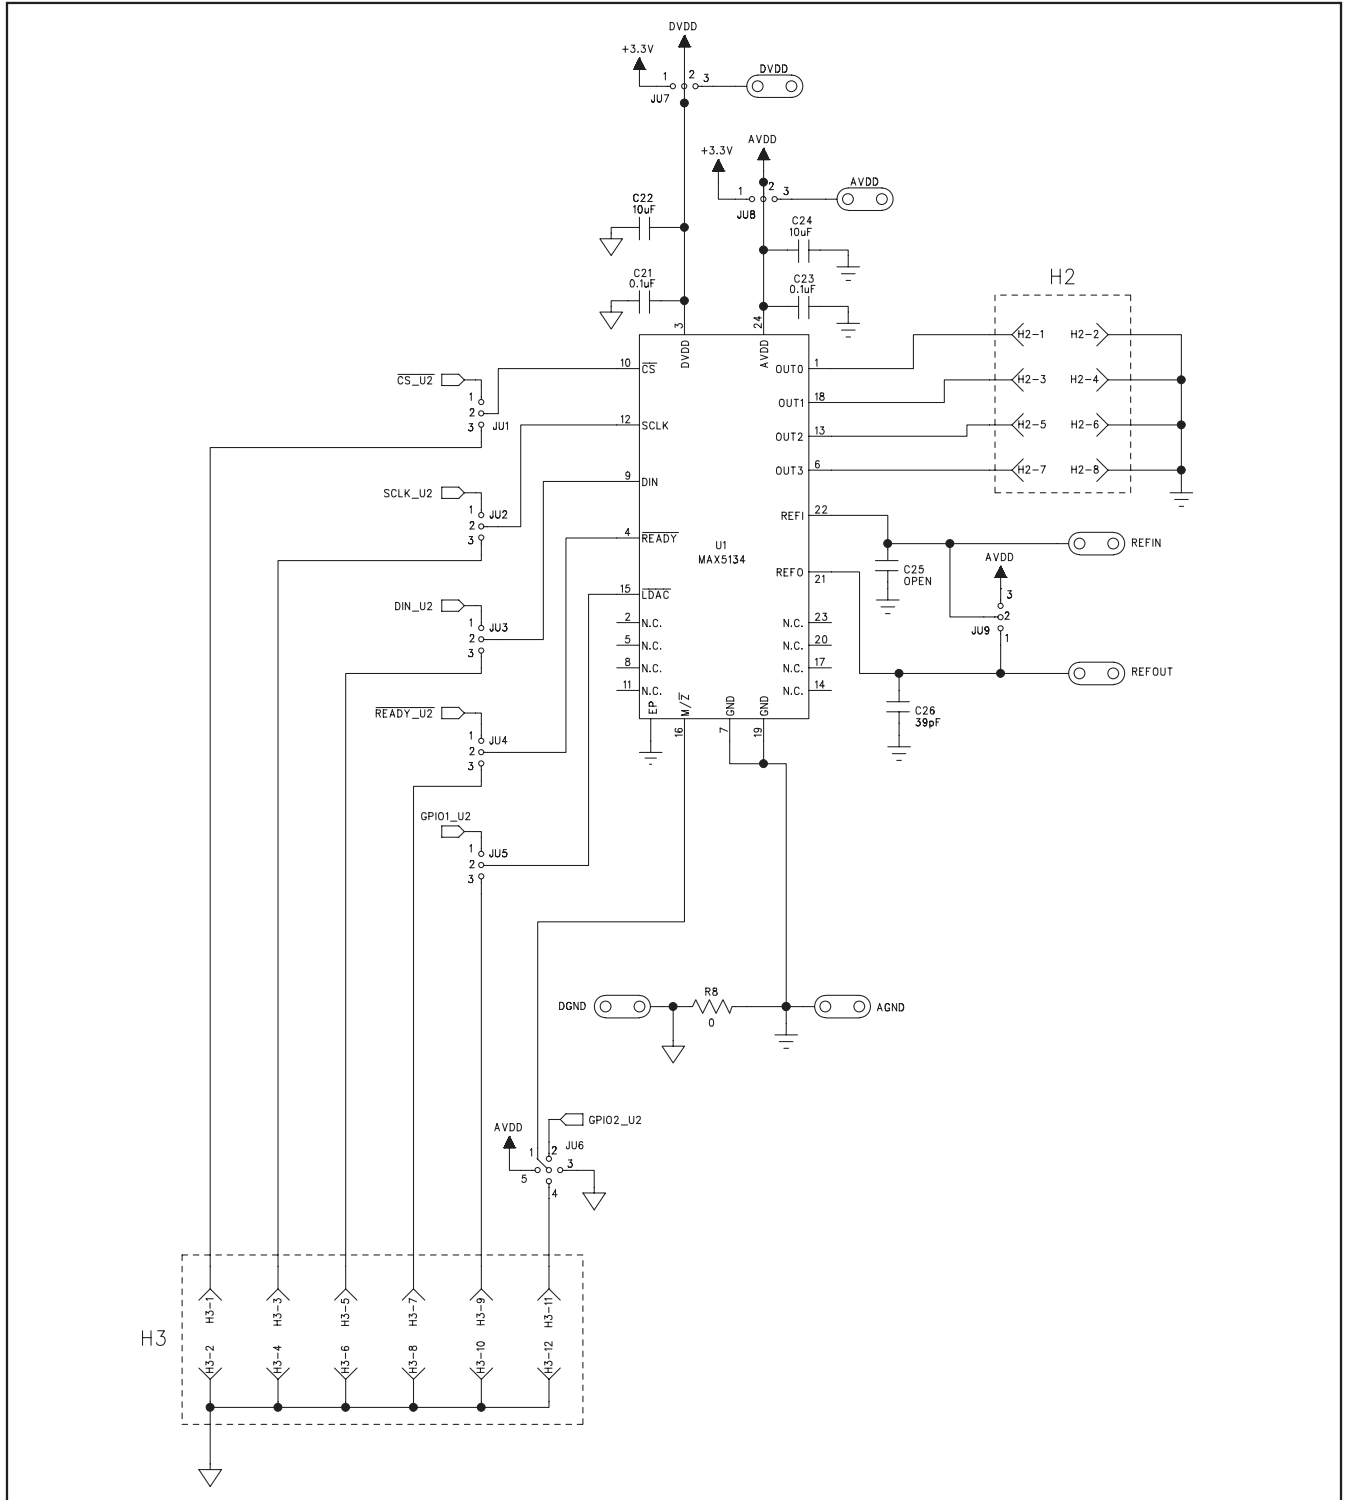 DVDD
+3.3V
1 2 3
DVDD
JU7
AVDD
+3.3V
1 2 3
AVDD
JU8
C22
10uF
C24
10uF
C21
0.1uF
C23
0.1uF
H2
3
24
DVDD
AVDD
H2-1 H2-2
H2-3 H2-4
H2-5 H2-6
H2-7 H2-8
10 CS
12 SCLK
9 DIN
4 READY
15 LDAC
2 N.C.
5 N.C.
8 N.C.
11 N.C.
OUT0 1
OUT1 18
OUT2 13
OUT3 6
REFI 22
REFO 21
N.C. 23
N.C. 20
N.C. 17
N.C. 14
U1
MAX5134
EP
M/Z
GND
GND
16
7
19
CS_U2
1
2
3 JU1
SCLK_U2
1 JU2
2
3
DIN_U2
1 JU3
2
3
READY_U2
1 JU4
2
3
GPIO1_U2
1 JU5
2
3
REFIN
C25
OPEN
AVDD
3
2
JU9 1
REFOUT
C26
39pF
DGND
R8
0
AGND
GPIO2_U2
AVDD
JU6
1 2
5 3
4
H3
H3-1
H3-3
H3-5
H3-7
H3-9
H3-11
H3-2
H3-4
H3-6
H3-8
H3-10
H3-12